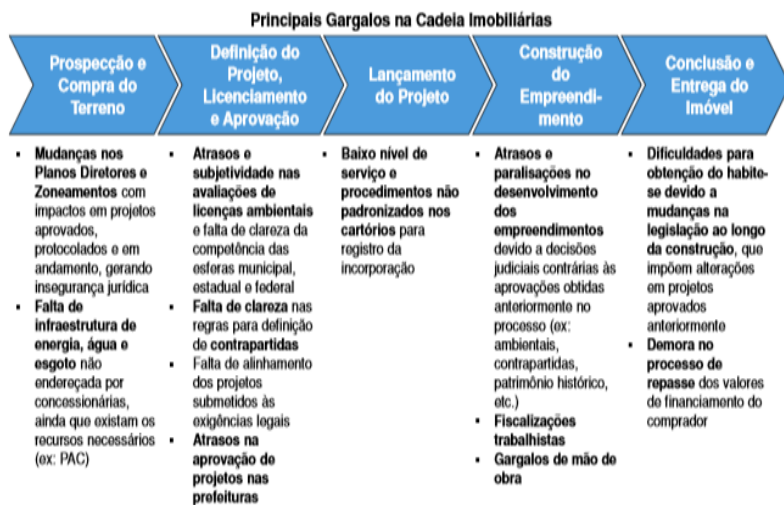 Principais Gargalos na Cadeia Imobiliárias
Prospecção e
Compra do
Terreno
Definição do
Projeto,
Licenciamento
e Aprovação
Lançamento
do Projeto
Construção
do
Empreendi-
mento
Conclusão e
Entrega do
Imóvel
▪ Mudanças nos
Planos Diretores e
Zoneamentos com
impactos em projetos
aprovados,
protocolados e em
andamento, gerando
insegurança jurídica
▪ Falta de
infraestrutura de
energia, água e
esgoto não
endereçada por
concessionárias,
ainda que existam os
recursos necessários
(ex: PAC)
▪ Atrasos e
subjetividade nas
avaliações de
licenças ambientais
e falta de clareza da
competência das
esferas municipal,
estadual e federal
▪ Falta de clareza nas
regras para definição
de contrapartidas
▪ Falta de alinhamento
dos projetos
submetidos às
exigências legais
▪ Atrasos na
aprovação de
projetos nas
prefeituras
▪ Baixo nível de
serviço e
procedimentos não
padronizados nos
cartórios para
registro da
incorporação
▪ Atrasos e
paralisações no
desenvolvimento
dos
empreendimentos
devido a decisões
judiciais contrárias às
aprovações obtidas
anteriormente no
processo (ex:
ambientais,
contrapartidas,
patrimônio histórico,
etc.)
▪ Fiscalizações
trabalhistas
▪ Gargalos de mão de
obra
▪ Dificuldades para
obtenção do habite-
se devido a
mudanças na
legislação ao longo
da construção, que
impõem alterações
em projetos
aprovados
anteriormente
▪ Demora no
processo de
repasse dos valores
de financiamento do
comprador